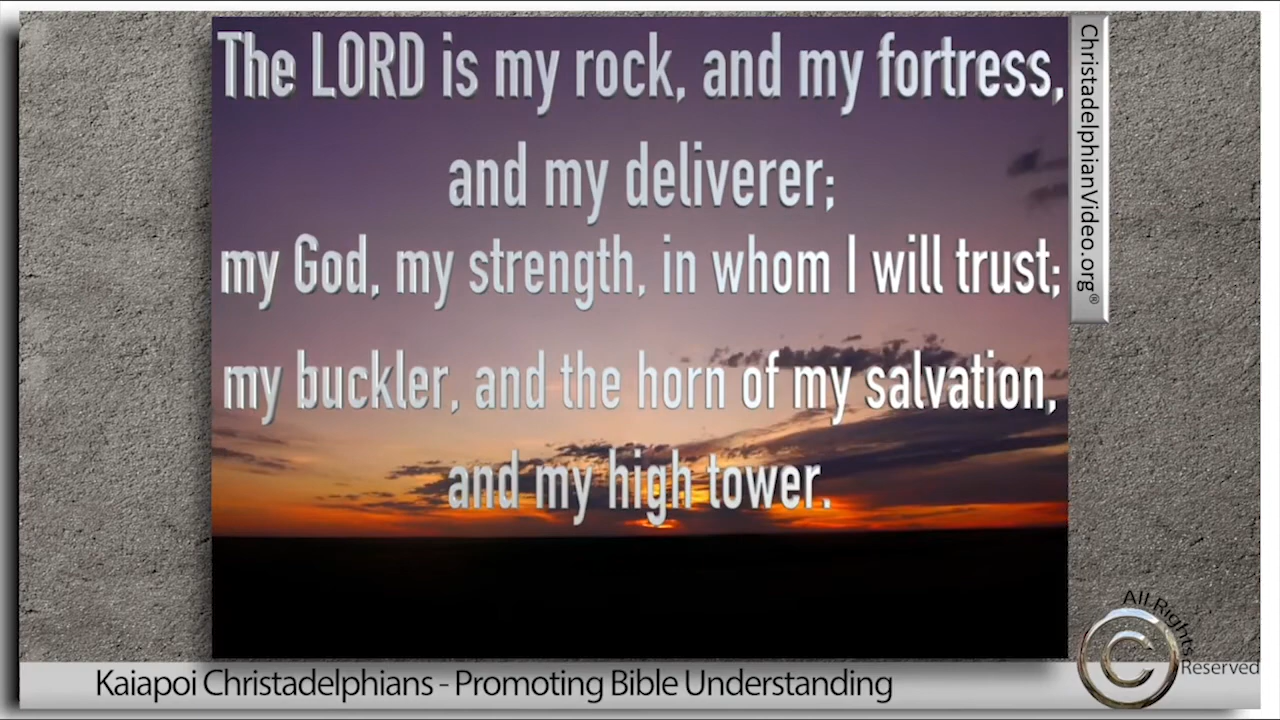 The LORD is my rock, and my fortress,
and my deliverer;
my God, my strength, in whom I will trust;
my buckler, and the horn of my salvation,
and my high tower.
ChristadelphianVideo.org®
All Rights
Reserved
Kaiapoi Christadelphians - Promoting Bible Understanding